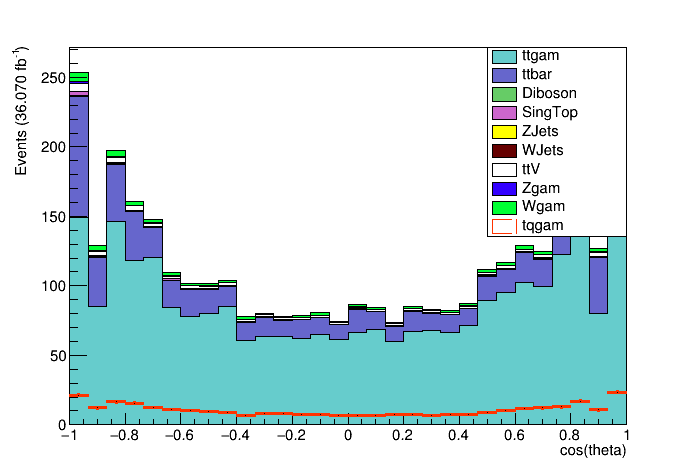 Events (36.070 fb⁻¹)
250
200
150
100
50
0
ttgam
ttbar
Diboson
SingTop
ZJets
WJets
ttV
Zgam
Wgam
tqgam
−1 −0.8 −0.6 −0.4 −0.2 0 0.2 0.4 0.6 0.8 1
cos(theta)